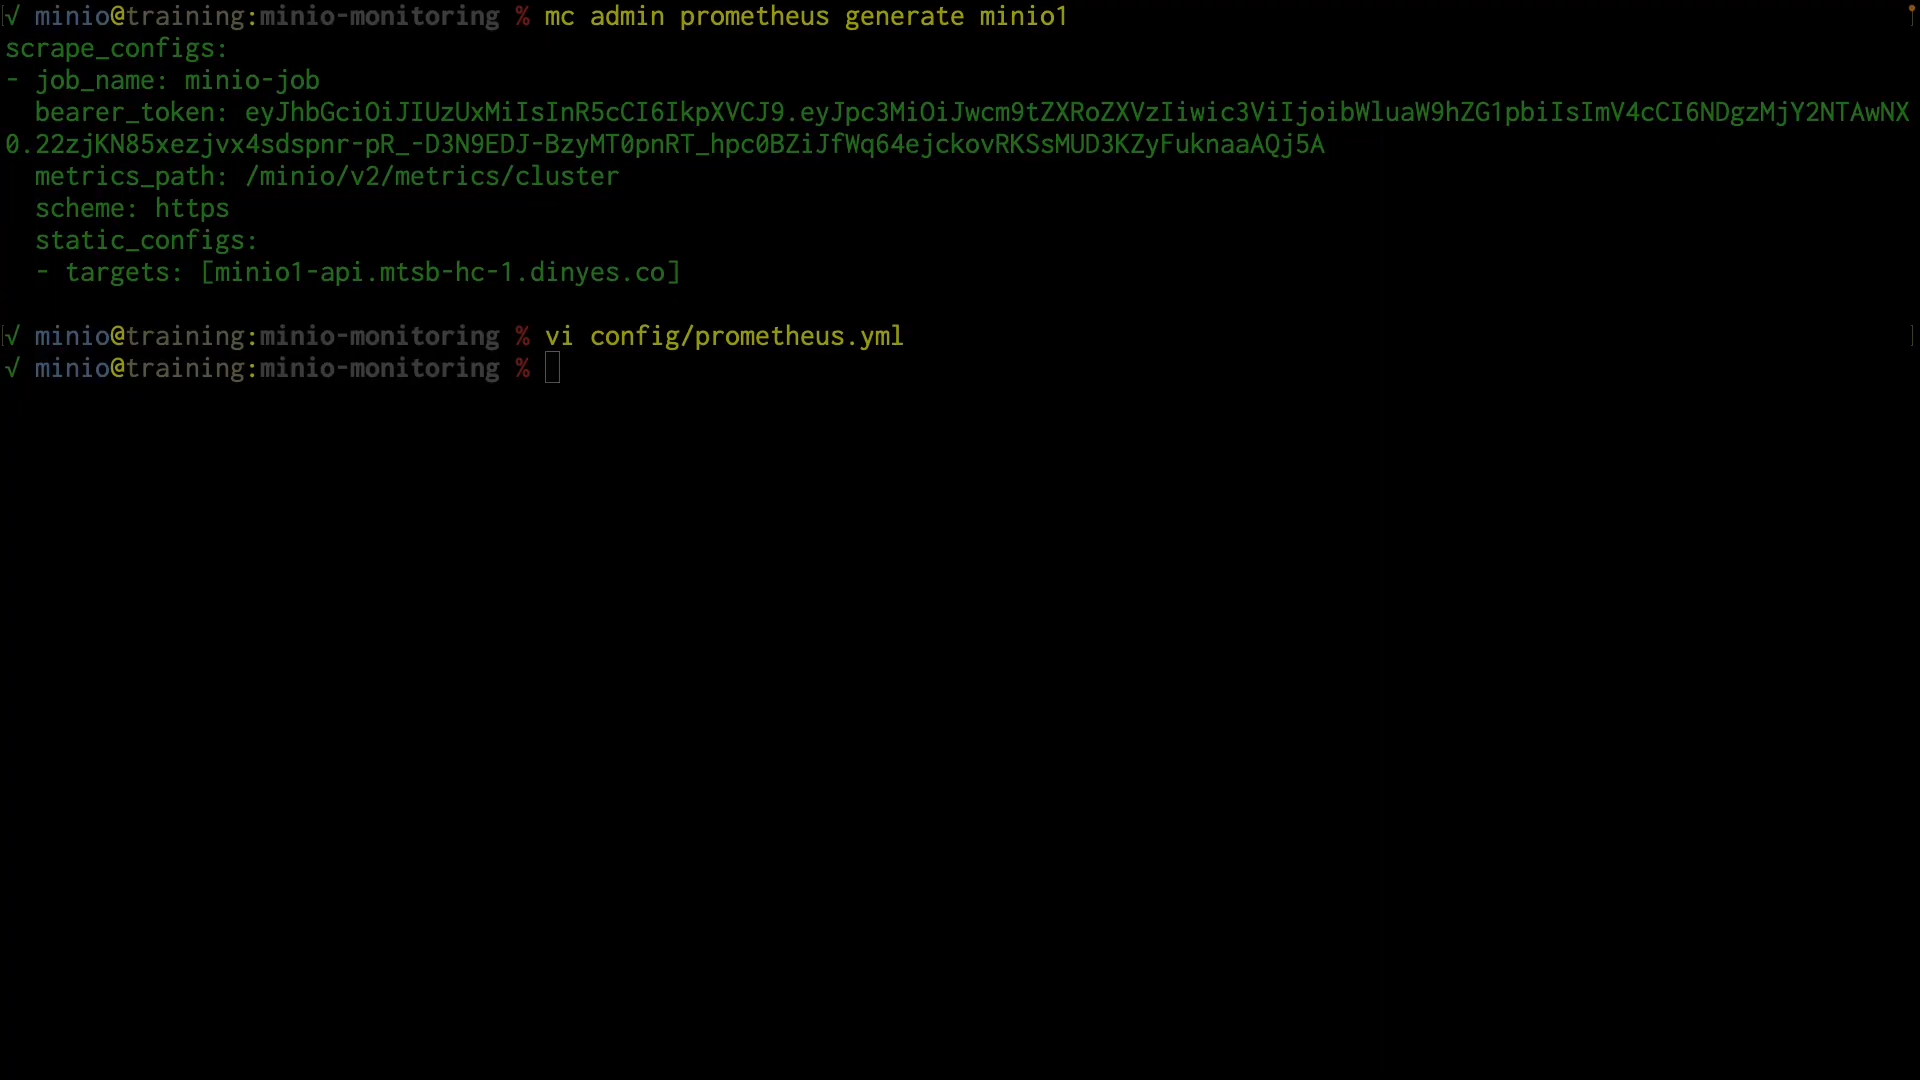 √ minio@training:minio-monitoring % mc admin prometheus generate minio1
scrape_configs:
- job_name: minio-job
  bearer_token: eyJhbGciOiJIUzUxMiIsInR5cCI6IkpXVCJ9.eyJpc3MiOiJwcm9tZXRoZXVzIiwic3ViIjoibWluaW9hZG1pbiIsImV4cCI6NDgzMjY2NTAwNX
0.22zjKN85xezjvx4sdspnr-pR_-D3N9EDJ-BzyMT0pnRT_hpc0BZiJfWq64ejckovRKSsMUD3KZyFuknaaAQj5A
  metrics_path: /minio/v2/metrics/cluster
  scheme: https
  static_configs:
  - targets: [minio1-api.mtsb-hc-1.dinyes.co]
√ minio@training:minio-monitoring % vi config/prometheus.yml
√ minio@training:minio-monitoring %